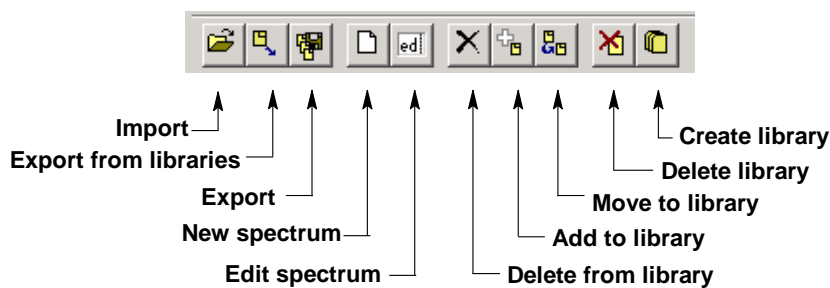 ed
Import
Create library
Export from libraries
Delete library
Export
Move to library
New spectrum
Add to library
Edit spectrum
Delete from library